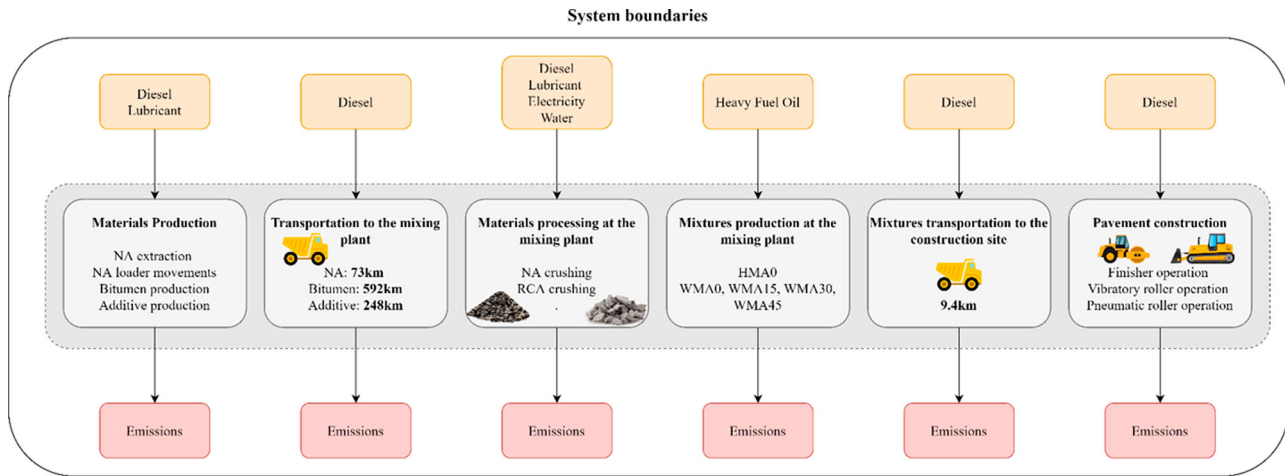 System boundaries
Diesel
Lubricant
Diesel
Diesel
Lubricant
Electricity
Water
Heavy Fuel Oil
Diesel
Diesel
Materials Production
NA extraction
NA loader movements
Bitumen production
Additive production
Transportation to the mixing
plant
NA: 73km
Bitumen: 592km
Additive: 248km
Materials processing at the
mixing plant
NA crushing
RCA crushing
.
Mixtures production at the
mixing plant
HMA0
WMA0, WMA15, WMA30,
WMA45
Mixtures transportation to the
construction site
9.4km
Pavement construction
Finisher operation
Vibratory roller operation
Pneumatic roller operation
Emissions
Emissions
Emissions
Emissions
Emissions
Emissions